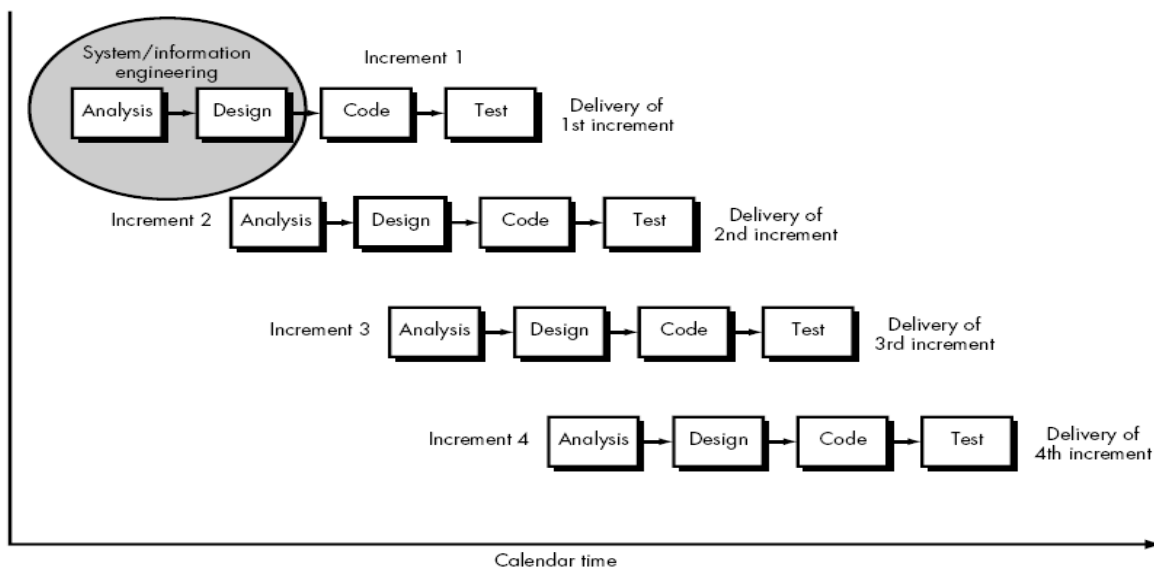 System/information
engineering
Increment 1
Analysis
Design
Code
Test
Delivery of
1st increment
Increment 2
Analysis
Design
Code
Test
Delivery of
2nd increment
Increment 3
Analysis
Design
Code
Test
Delivery of
3rd increment
Increment 4
Analysis
Design
Code
Test
Delivery of
4th increment
Calendar time